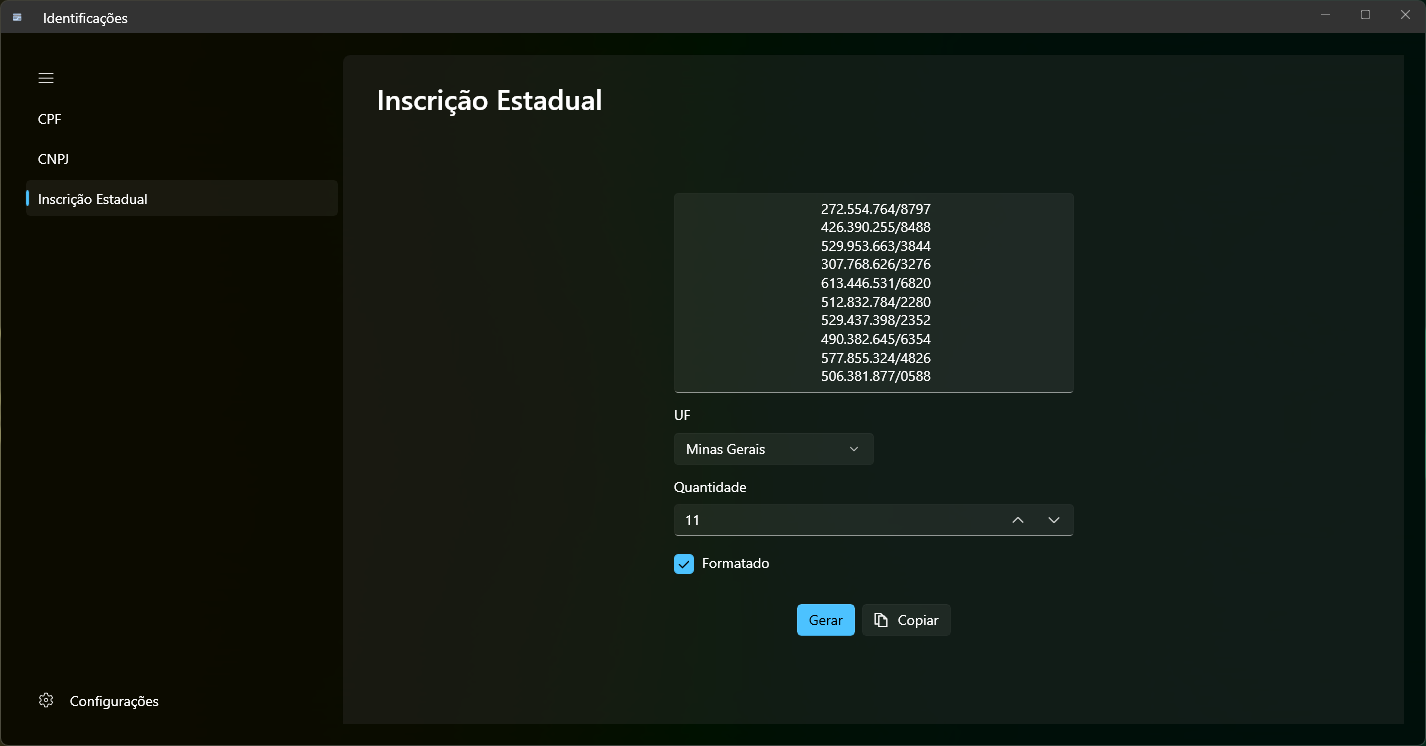 Identificações
CPF
CNPJ
Inscrição Estadual
Configurações
Inscrição Estadual
272.554.764/8797
426.390.255/8488
529.953.663/3844
307.768.626/3276
613.446.531/6820
512.832.784/2280
529.437.398/2352
490.382.645/6354
577.855.324/4826
506.381.877/0588
UF
Minas Gerais
Quantidade
11
Formatado
Gerar
Copiar